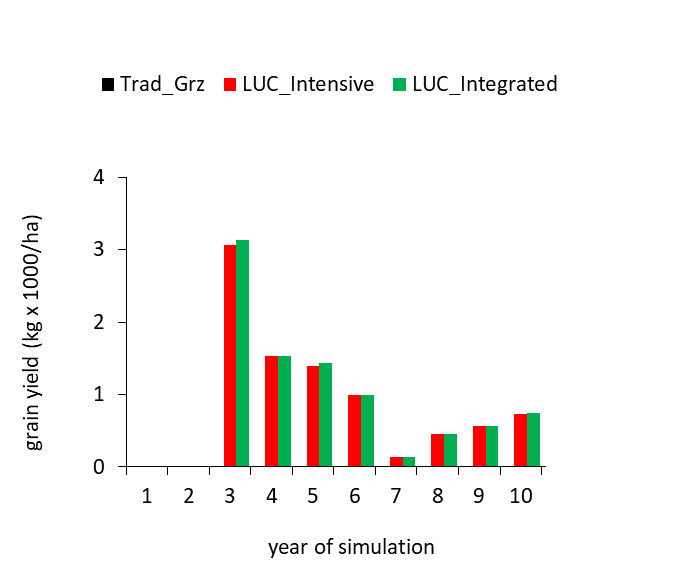 Trad_Grz LUC_Intensive LUC_Integrated
4
3
2
1
0
grain yield (kg x 1000/ha)
1 2 3 4 5 6 7 8 9 10
year of simulation